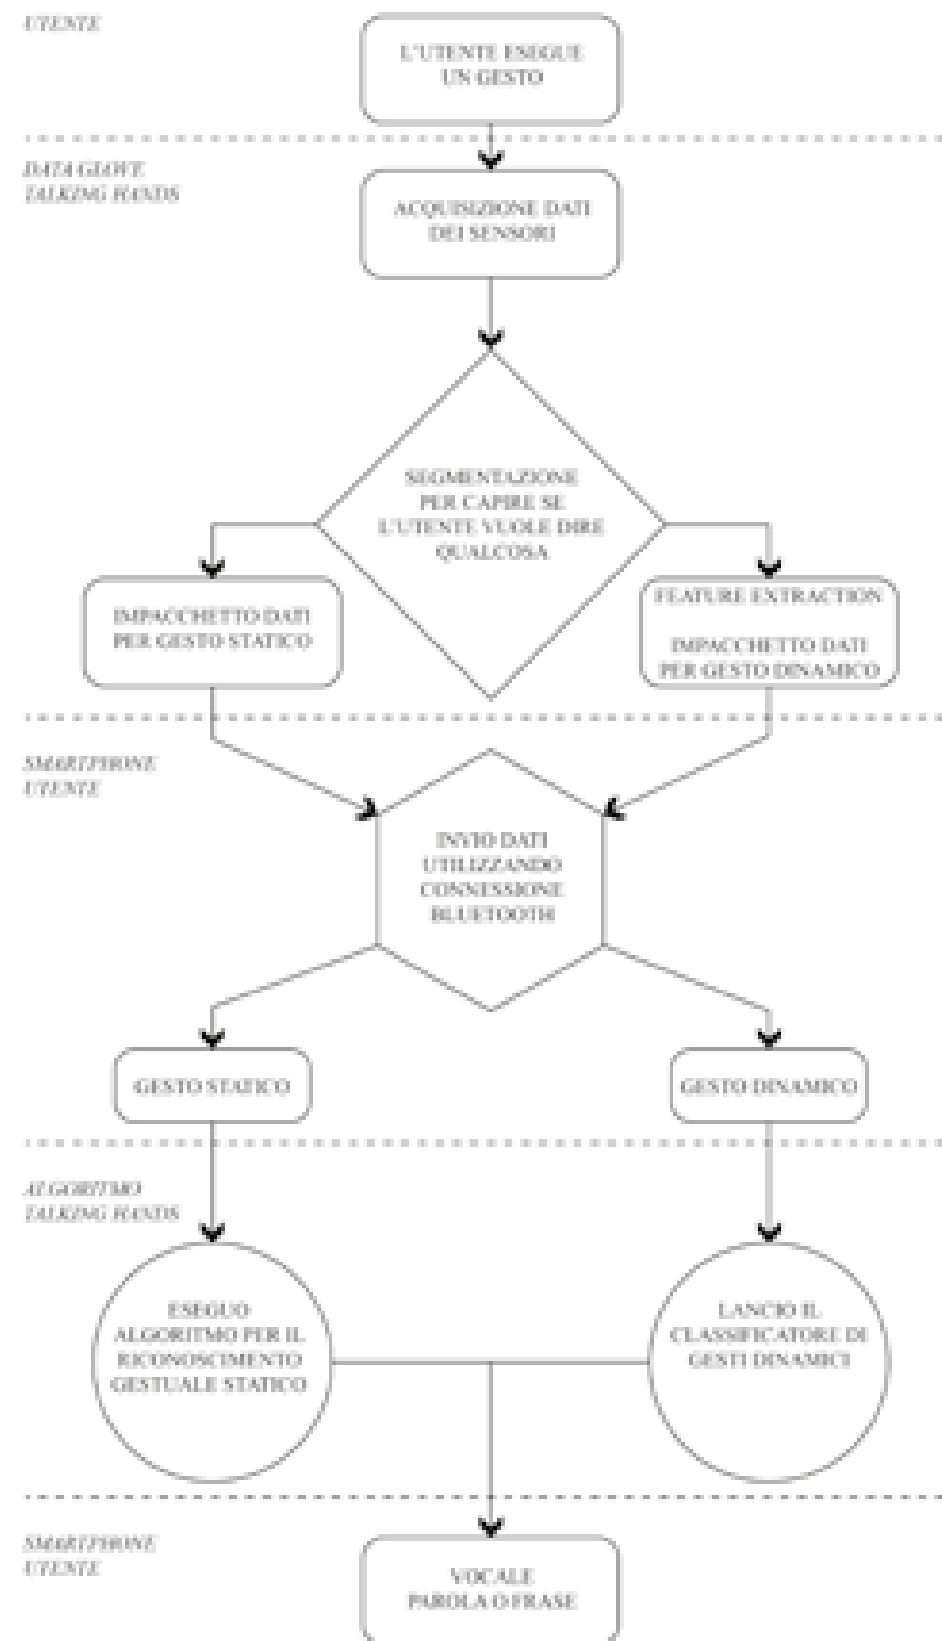 UTENTE
L'UTENTE ESEGUE
UN GESTO
DATA GLOVE
TALKING HANDS
ACQUISIZIONE DATI
DEI SENSORI
SEGMENTAZIONE
PER CAPIRE SE
L'UTENTE VUOLE DIRE
QUALCOSA
IMPACCHETTO DATI
PER GESTO STATICO
FEATURE EXTRACTION
IMPACCHETTO DATI
PER GESTO DINAMICO
SMARTPHONE
UTENTE
INVIO DATI
UTILIZZANDO
CONNESSIONE
BLUETOOTH
GESTO STATICO
GESTO DINAMICO
ALGORITMO
TALKING HANDS
ESEGUO
ALGORITMO PER IL
RICONOSCIMENTO
GESTUALE STATICO
LANCIO IL
CLASSIFICATORE DI
GESTI DINAMICI
SMARTPHONE
UTENTE
VOCALE
PAROLA O FRASE